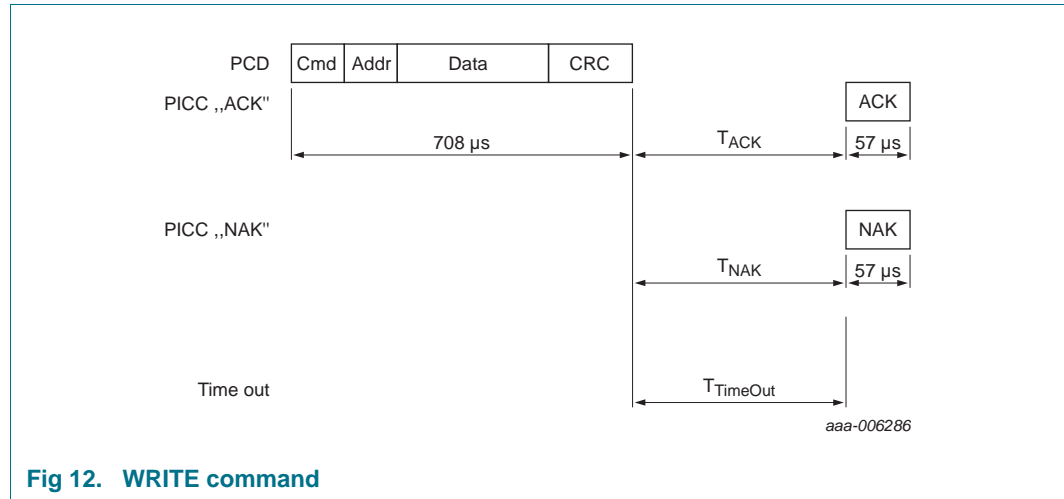 PCD Cmd Addr Data CRC
PICC ,,ACK" ACK
708 µs TACK 57 µs
PICC ,,NAK" NAK
TNAK 57 µs
Time out TTimeOut
aaa-006286
Fig 12. WRITE command